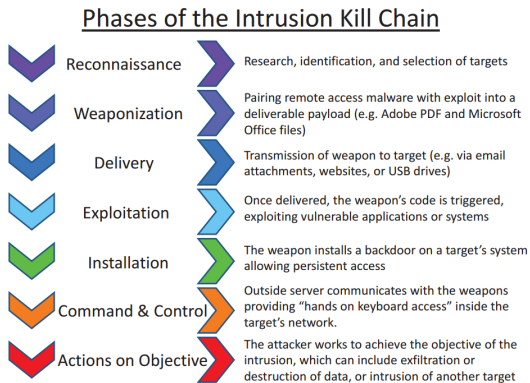 Phases of the Intrusion Kill Chain
Reconnaissance
Research, identification, and selection of targets
Weaponization
Pairing remote access malware with exploit into a
deliverable payload (e.g. Adobe PDF and Microsoft
Office files)
Delivery
Transmission of weapon to target (e.g. via email
attachments, websites, or USB drives)
Exploitation
Once delivered, the weapon's code is triggered,
exploiting vulnerable applications or systems
Installation
The weapon installs a backdoor on a target's system
allowing persistent access
Command & Control
Outside server communicates with the weapons
providing "hands on keyboard access" inside the
target's network.
Actions on Objective
The attacker works to achieve the objective of the
intrusion, which can include exfiltration or
destruction of data, or intrusion of another target